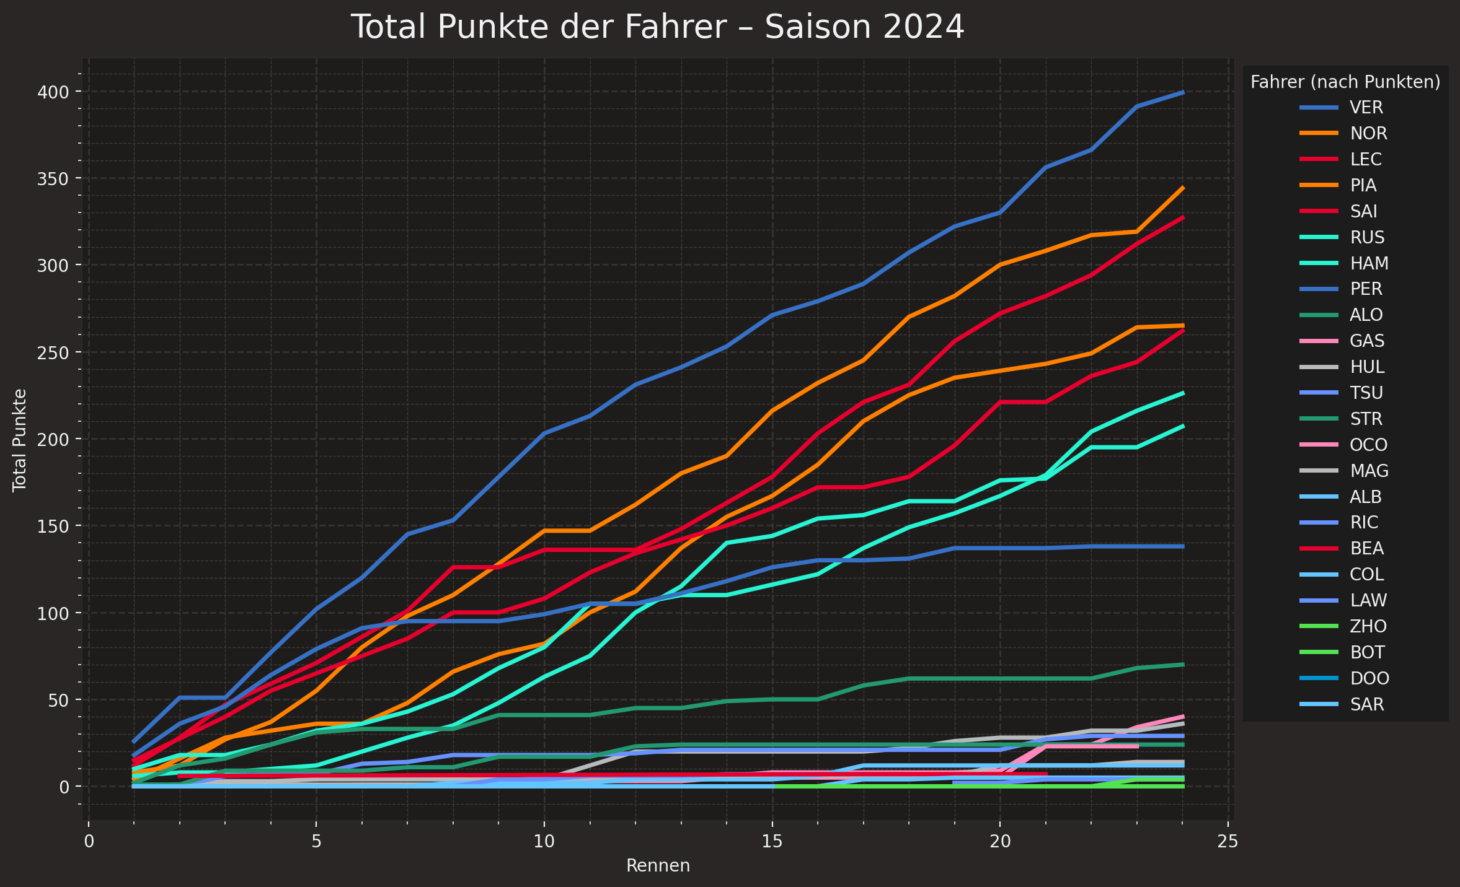 Total Punkte der Fahrer – Saison 2024
Total Punkte
400
350
300
250
200
150
100
50
0
0 5 10 15 20 25
Rennen
Fahrer (nach Punkten)
VER
NOR
LEC
PIA
SAI
RUS
HAM
PER
ALO
GAS
HUL
TSU
STR
OCO
MAG
ALB
RIC
BEA
COL
LAW
ZHO
BOT
DOO
SAR